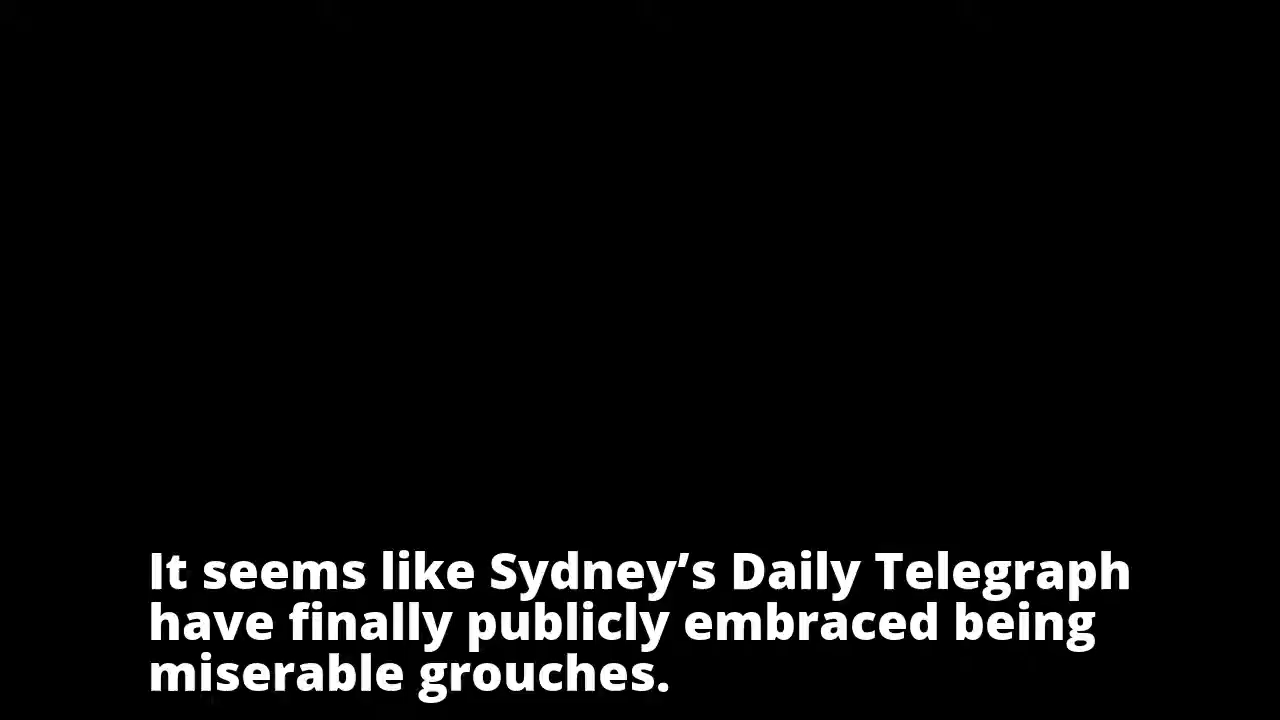 It seems like Sydney’s Daily Telegraph
have finally publicly embraced being
miserable grouches.